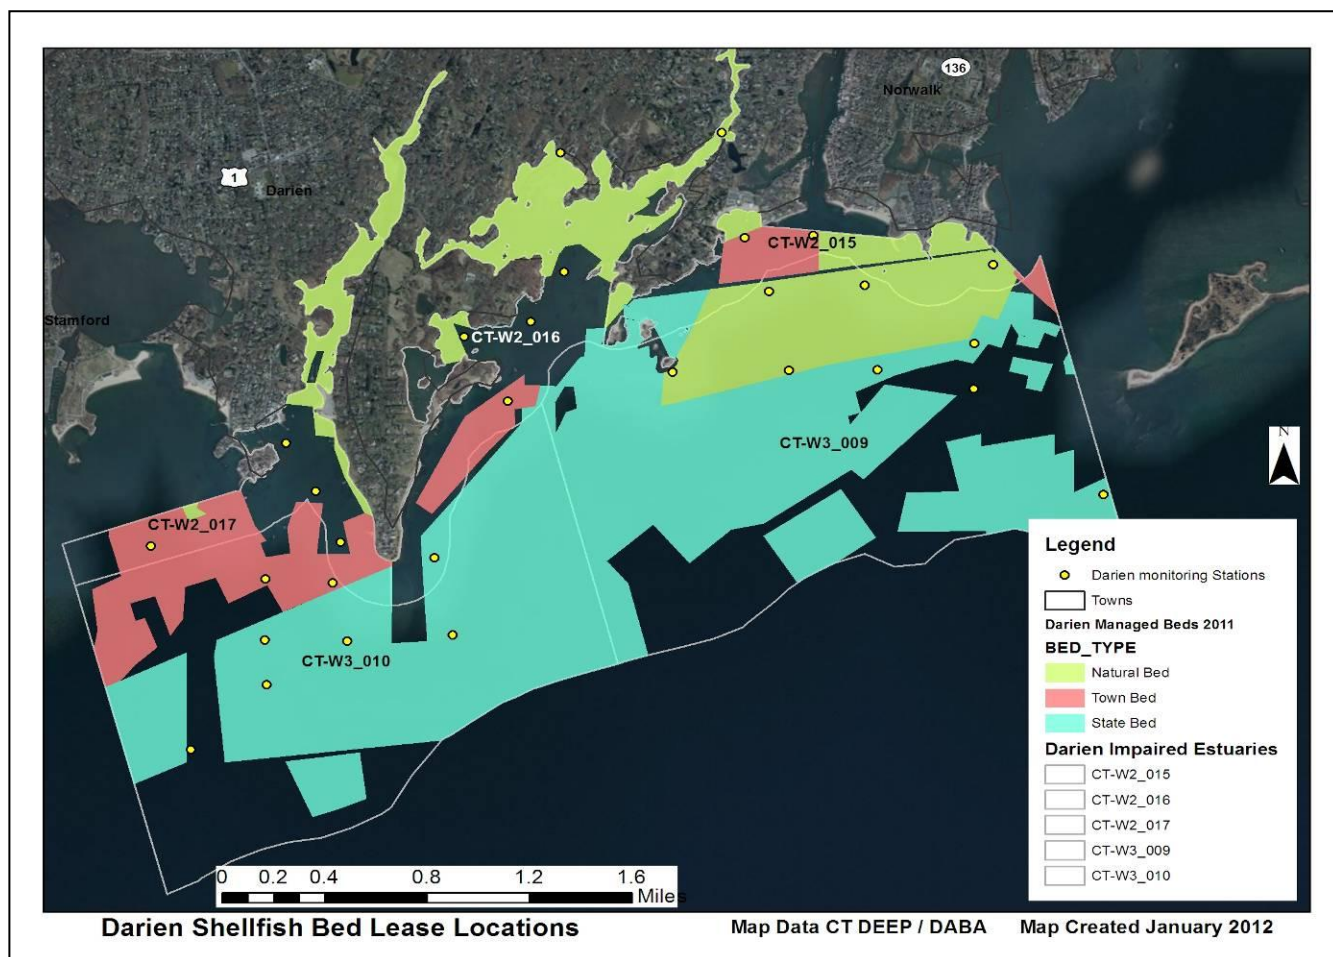 136
Norwalk
1
Darien
CT-W2_015
Stamford
CT-W2_016
CT-W3_009
CT-W2_017
CT-W3_010
N
Legend
Darien monitoring Stations
Towns
Darien Managed Beds 2011
BED_TYPE
Natural Bed
Town Bed
State Bed
Darien Impaired Estuaries
CT-W2_015
CT-W2_016
CT-W2_017
CT-W3_009
CT-W3_010
0 0.2 0.4 0.8 1.2 1.6
Miles
Darien Shellfish Bed Lease Locations
Map Data CT DEEP / DABA
Map Created January 2012